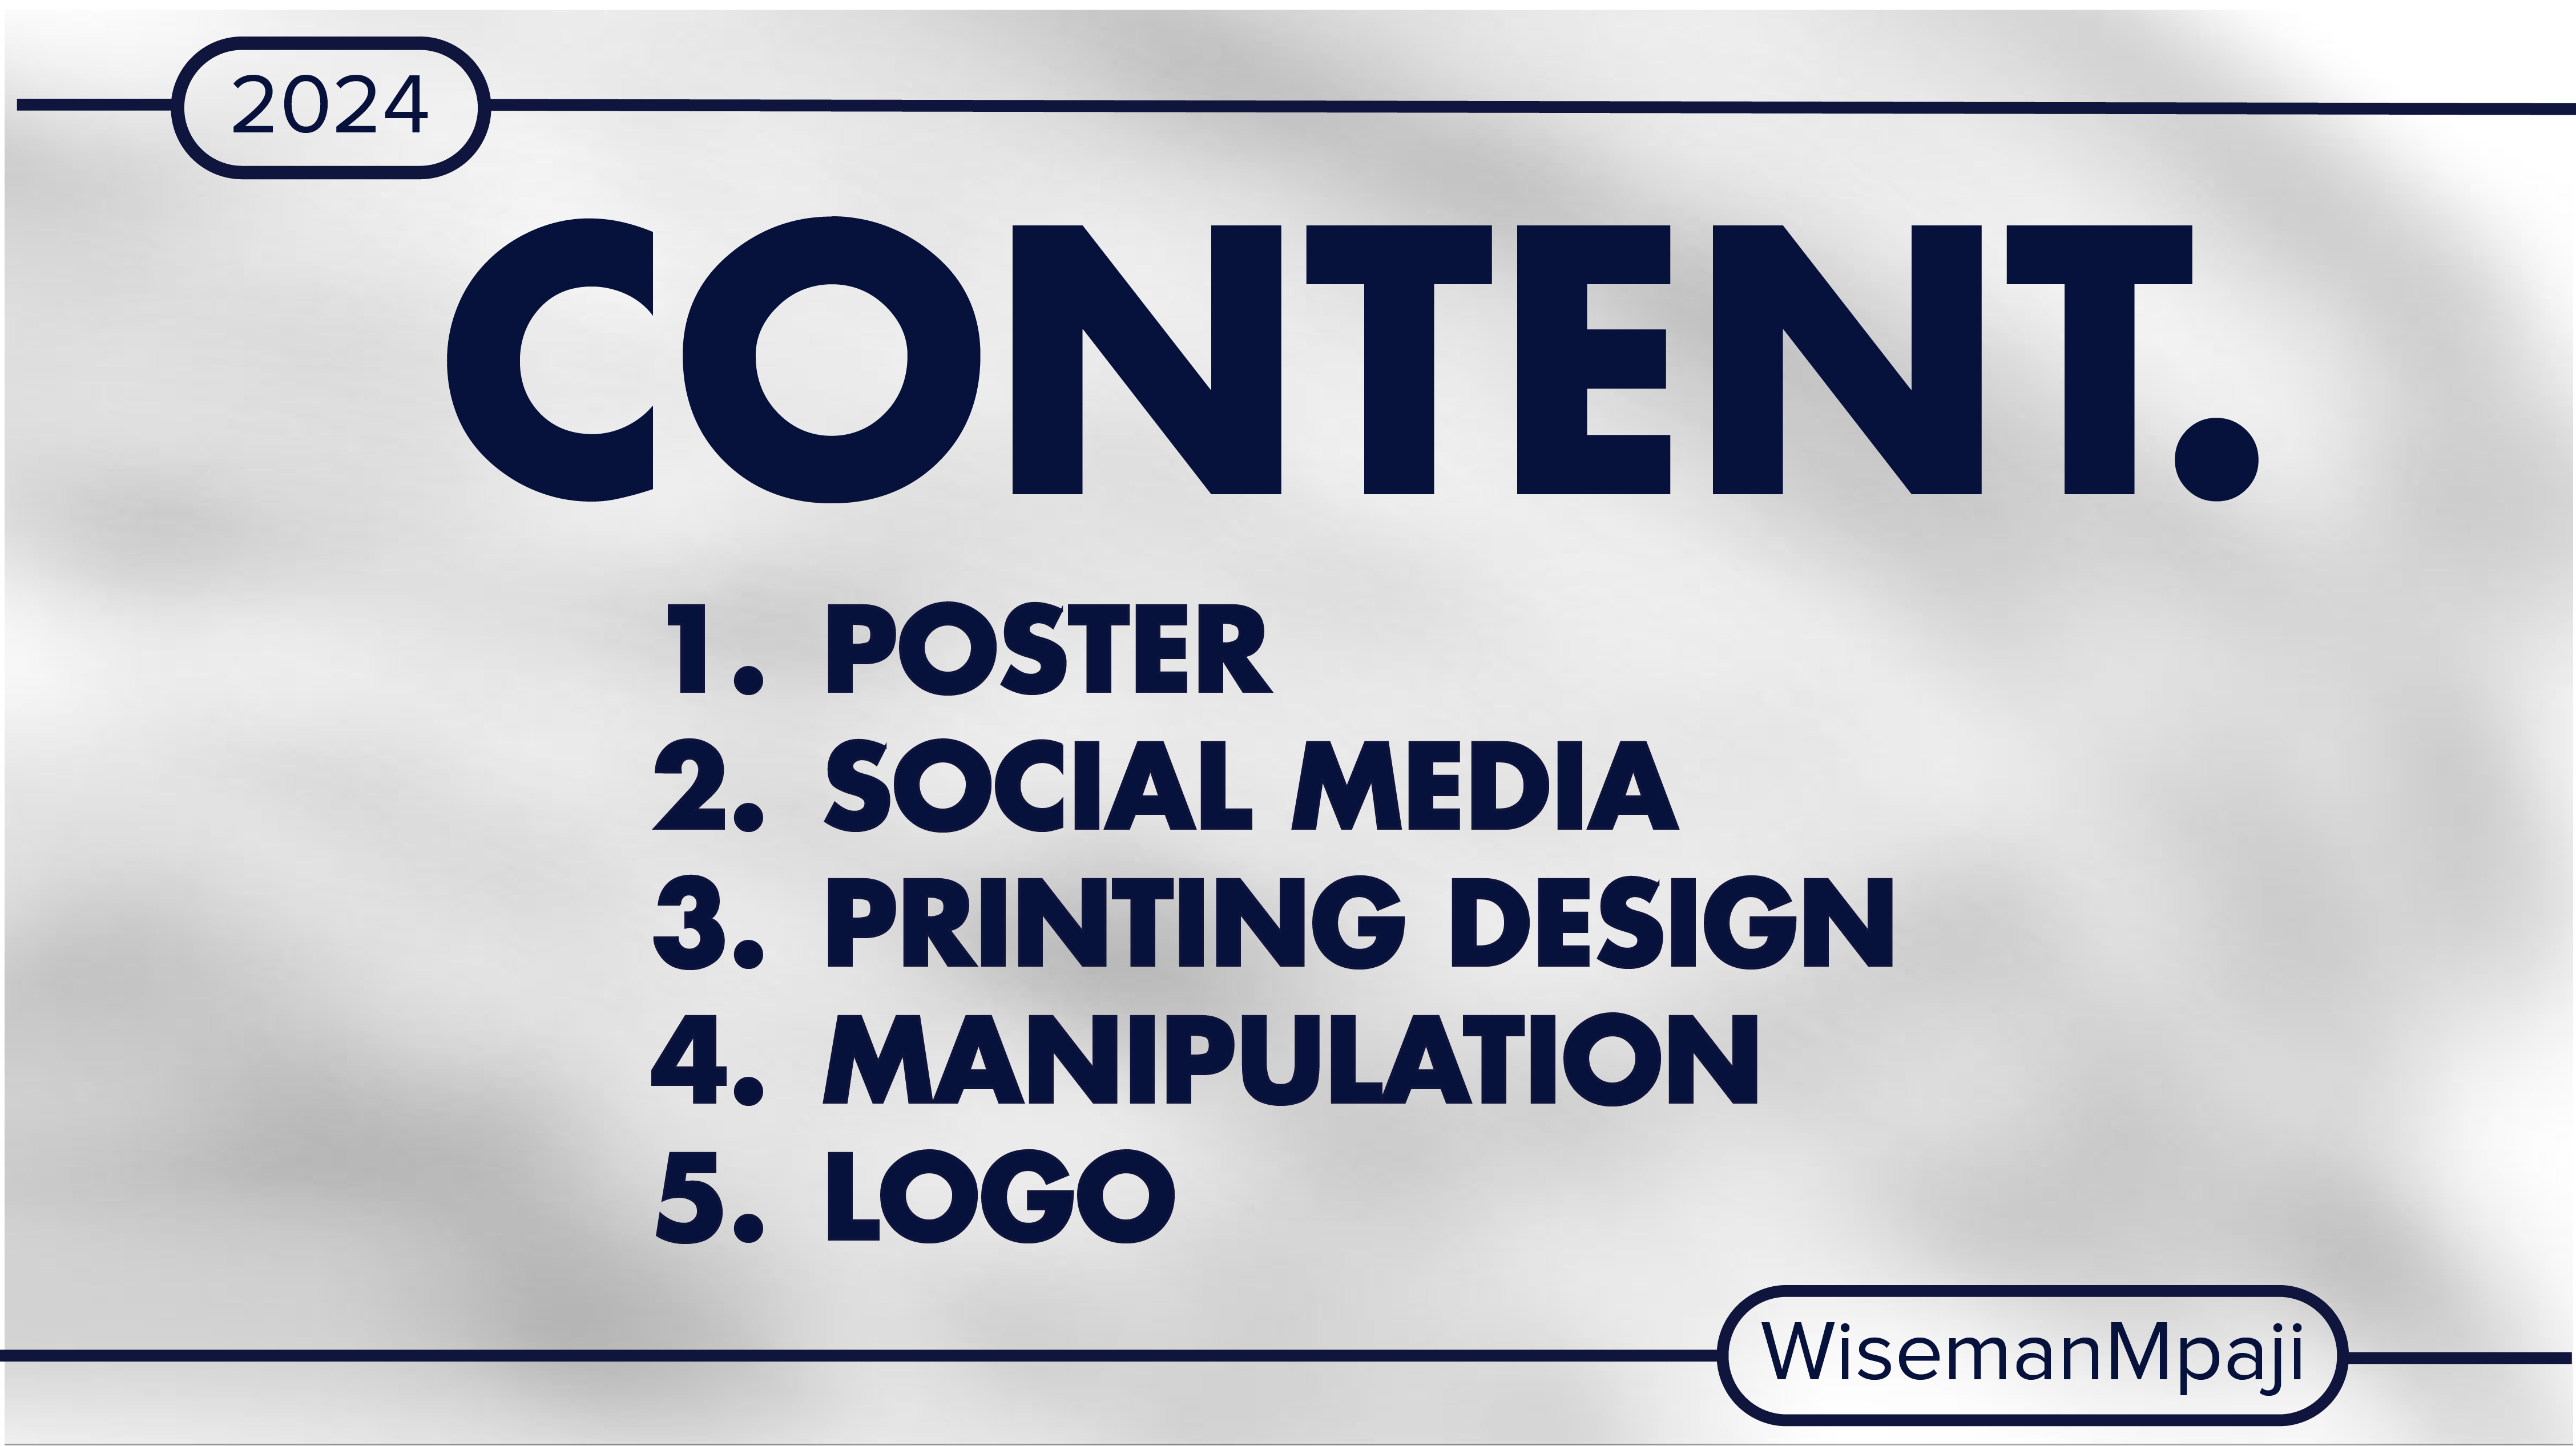 2024
CONTENT.
1. POSTER
2. SOCIAL MEDIA
3. PRINTING DESIGN
4. MANIPULATION
5. LOGO
WisemanMpaji